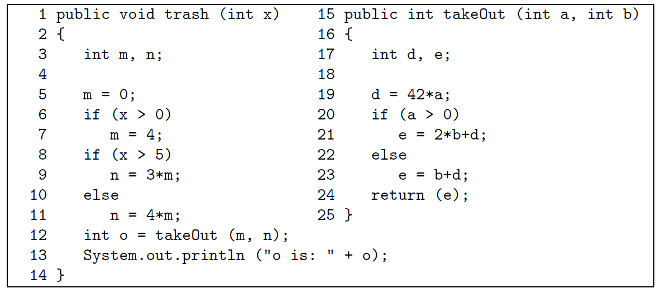 1 public void trash (int x)
2 {
3    int m, n;
4
5    m = 0;
6    if (x > 0)
7       m = 4;
8    if (x > 5)
9       n = 3*m;
10    else
11       n = 4*m;
12    int o = takeOut (m, n);
13    System.out.println ("o is: " + o);
14 }
15 public int takeOut (int a, int b)
16 {
17    int d, e;
18
19    d = 42*a;
20    if (a > 0)
21       e = 2*b+d;
22    else
23       e = b+d;
24    return (e);
25 }